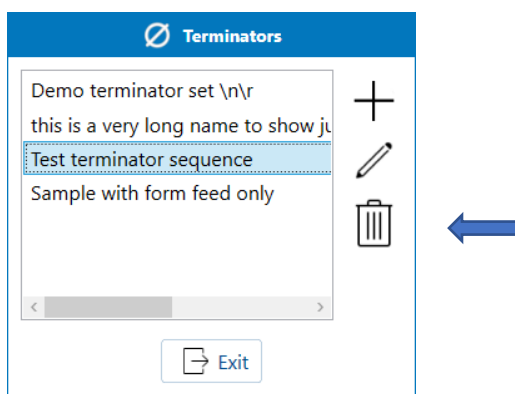 Terminators
Demo terminator set \n\r
this is a very long name to show
Test terminator sequence
Sample with form feed only
Exit